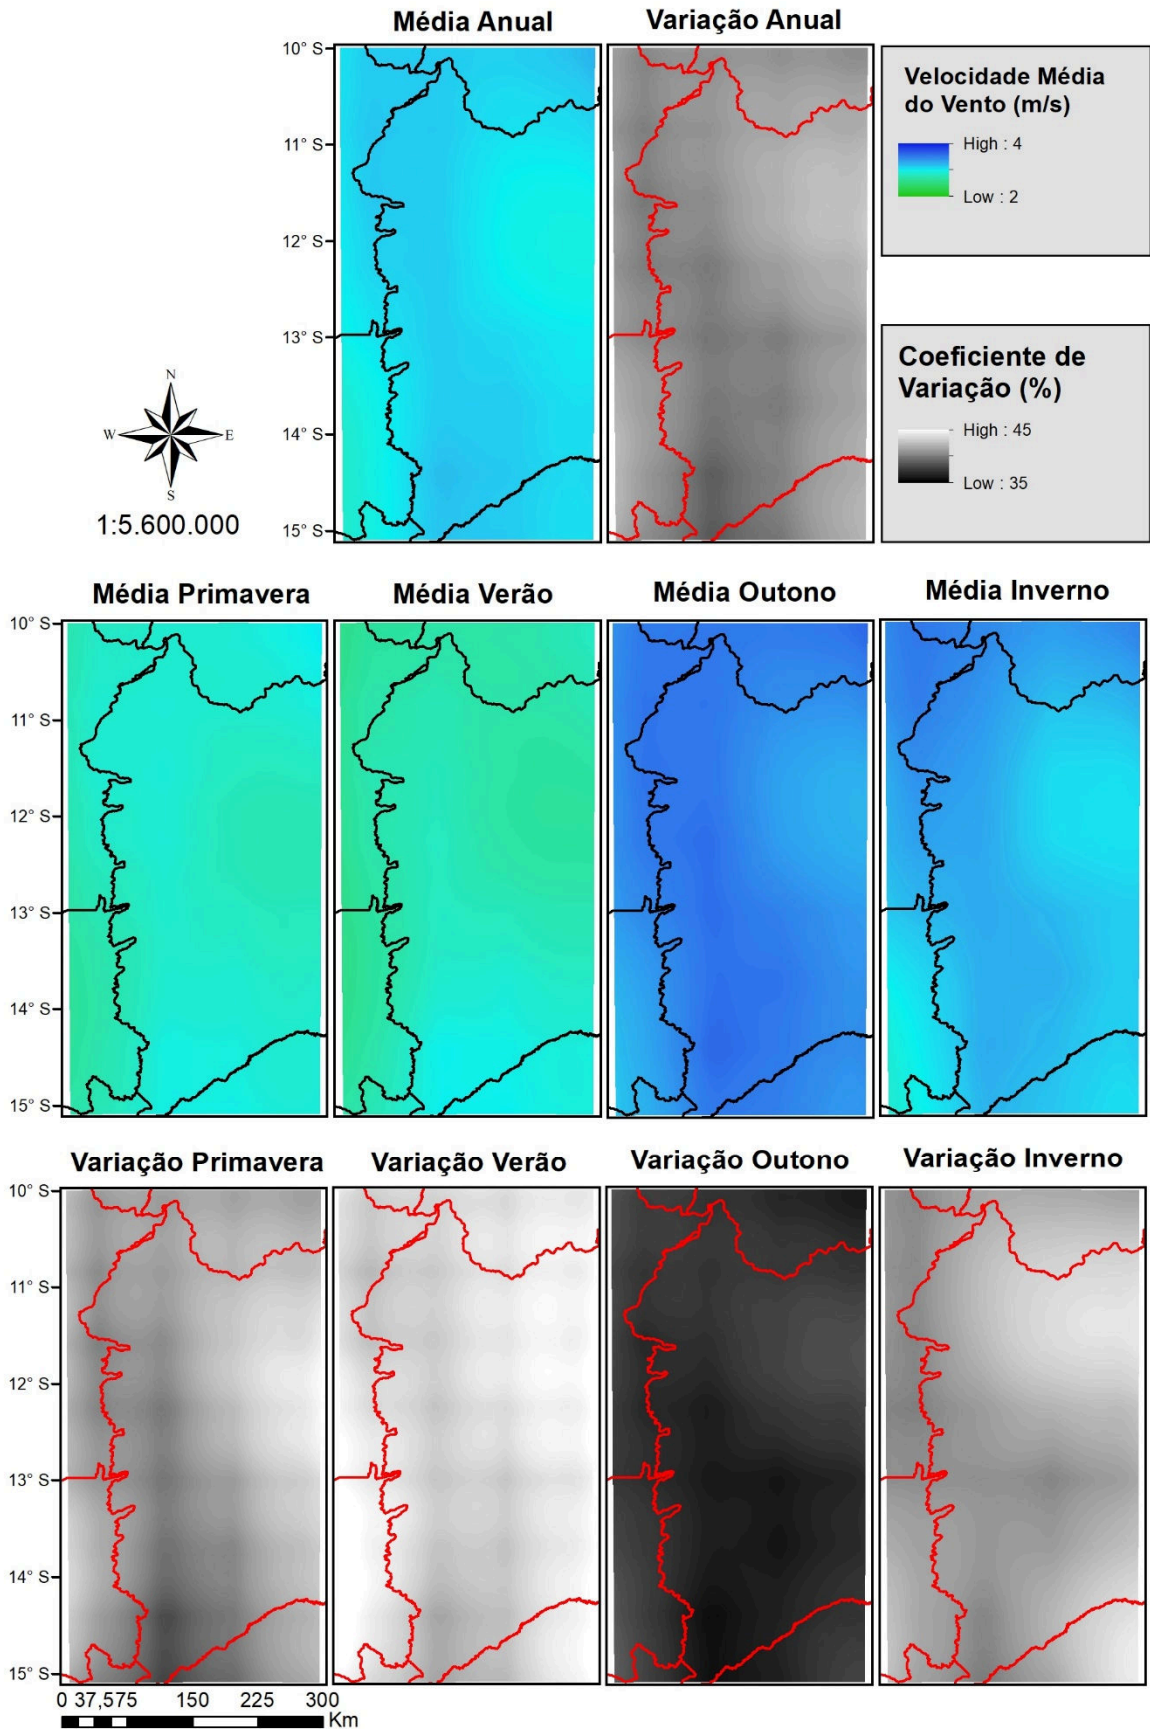 Média Anual
Variação Anual
10° S
11° S
12° S
13° S
14° S
15° S
Velocidade Média
do Vento (m/s)
High : 4
Low : 2
Coeficiente de
Variação (%)
High : 45
Low : 35
N
W
E
S
1:5.600.000
Média Primavera
Média Verão
Média Outono
Média Inverno
10° S
11° S
12° S
13° S
14° S
15° S
Variação Primavera
Variação Verão
Variação Outono
Variação Inverno
10° S
11° S
12° S
13° S
14° S
15° S
0 37,575 150 225 300
Km